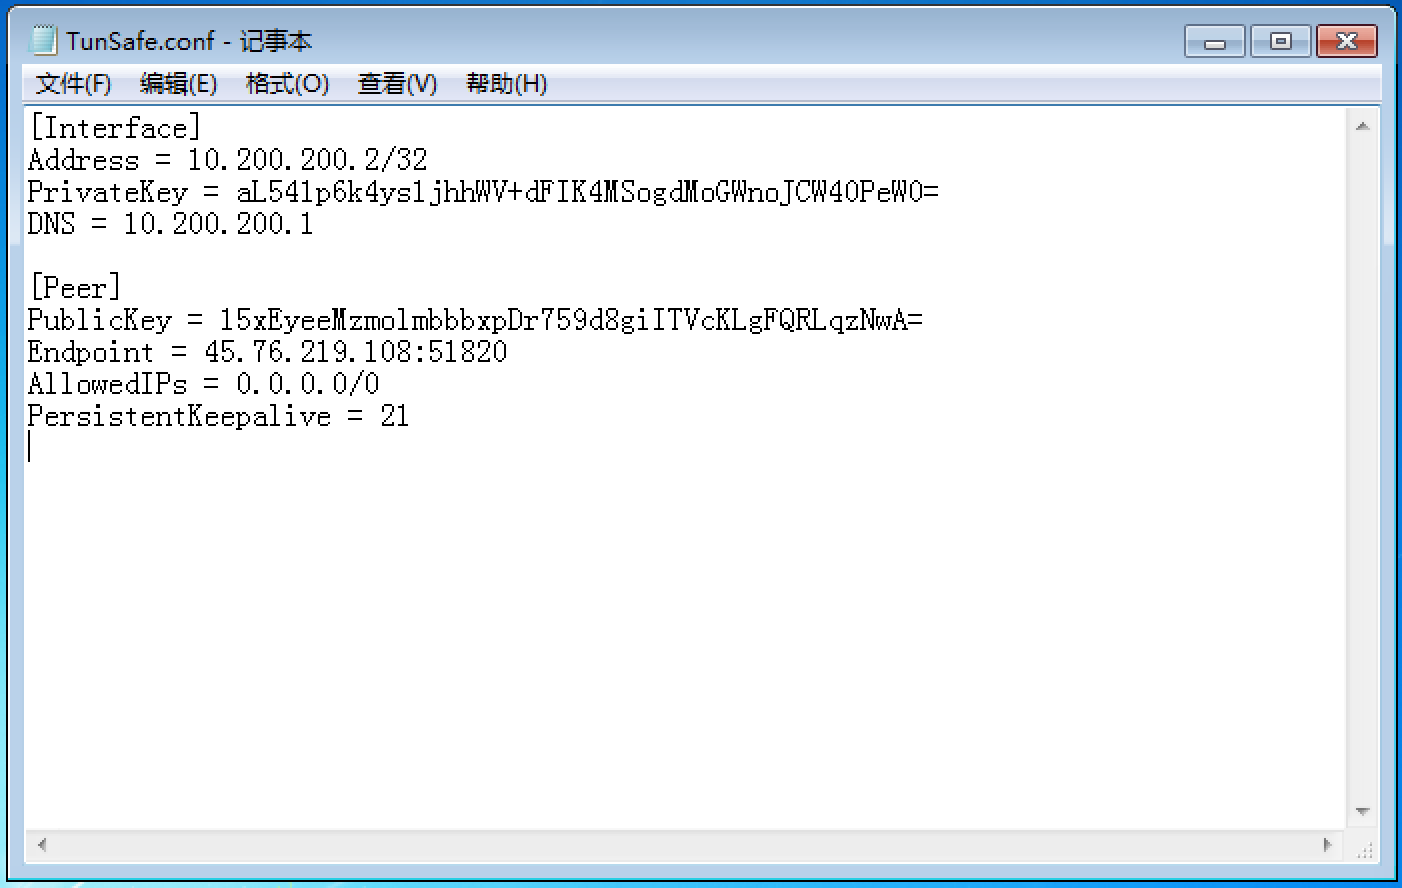 TunSafe.conf - 记事本
文件(F) 编辑(E) 格式(O) 查看(V) 帮助(H)
[Interface]
Address = 10.200.200.2/32
PrivateKey = aL541p6k4ys1jhhWV+dFIK4MSogdMoGWnoJCW40PeW0=
DNS = 10.200.200.1
[Peer]
PublicKey = 15xEyeeMzmolmbbbxpDr759d8giITVcKLgFQRLqzNwA=
Endpoint = 45.76.219.108:51820
AllowedIPs = 0.0.0.0/0
PersistentKeepalive = 21